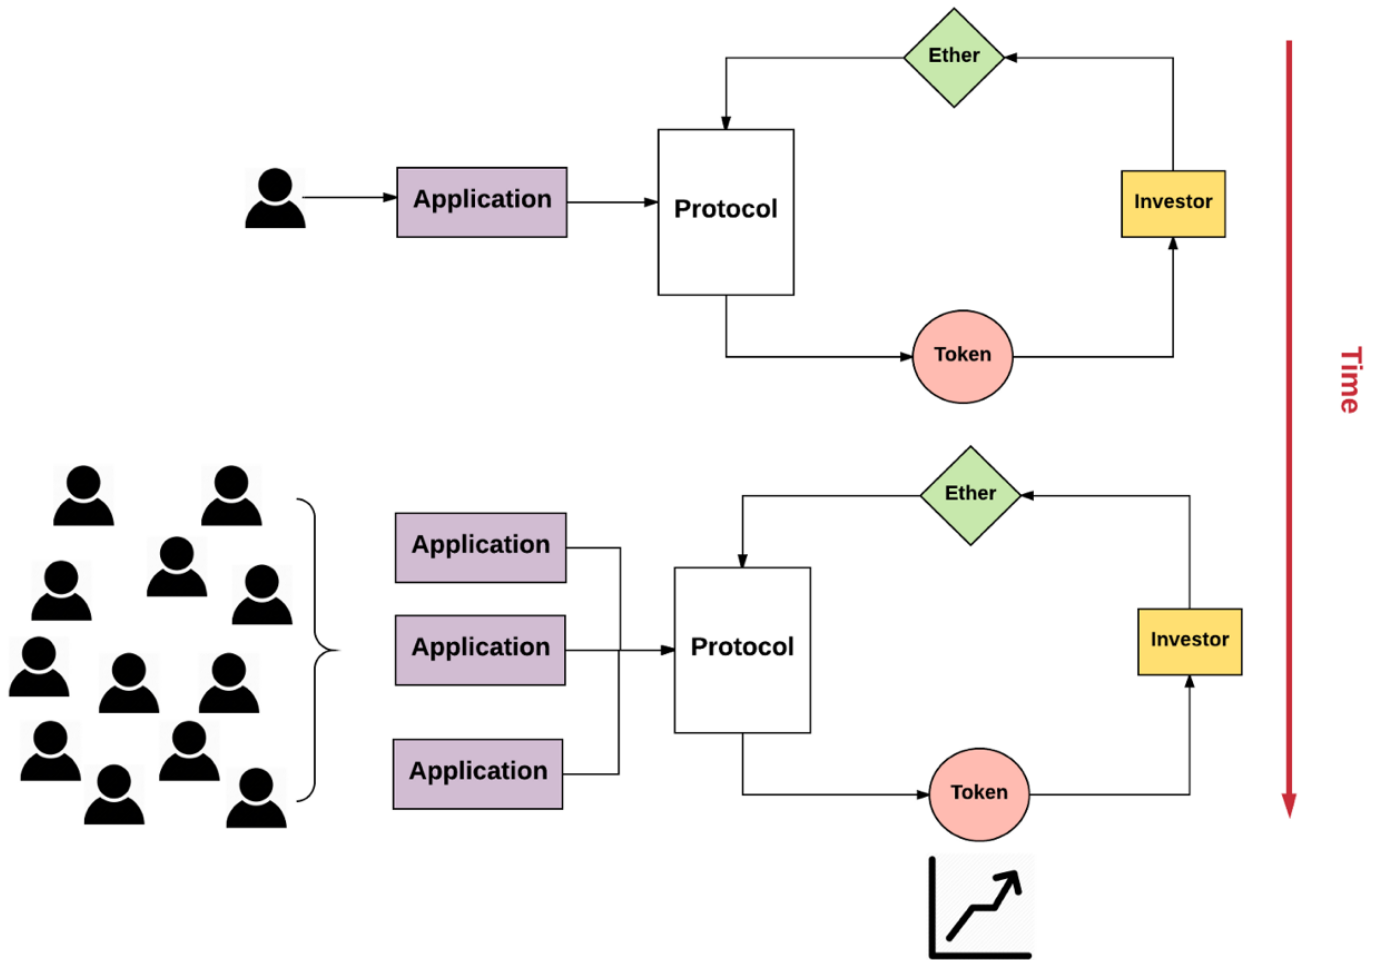 Ether
Application
Protocol
Investor
Token
Time
Ether
Application
Application
Protocol
Investor
Application
Token